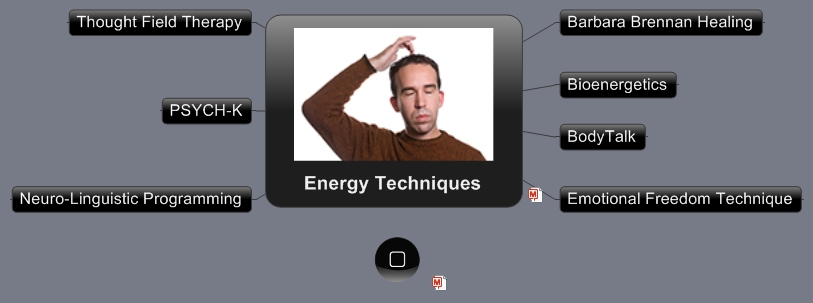 Thought Field Therapy
PSYCH-K
Neuro-Linguistic Programming
Energy Techniques
Barbara Brennan Healing
Bioenergetics
BodyTalk
Emotional Freedom Technique
M
M